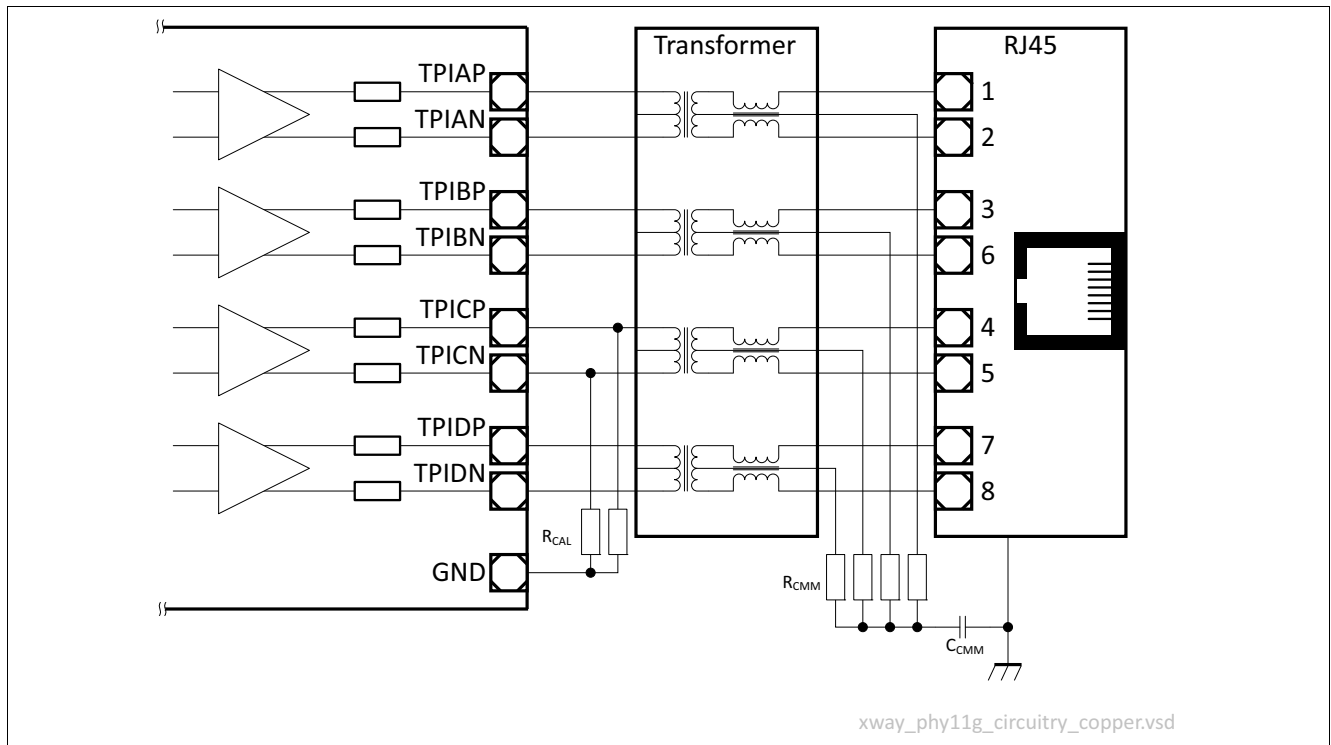 Transformer
RJ45
TPIAP
1
TPIAN
2
TPIBP
3
TPIBN
6
TPICP
4
TPICN
5
TPIDP
7
TPIDN
8
RCAL
GND
RCMM
CCMM
xway_phy11g_circuitry_copper.vsd